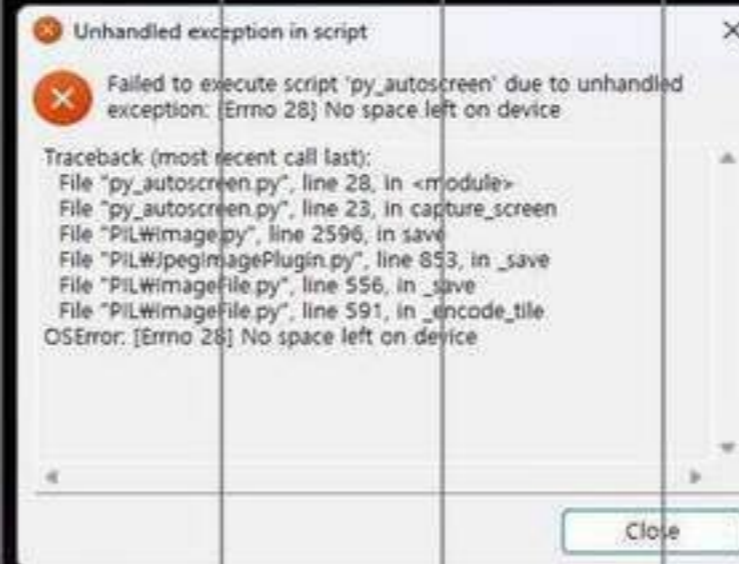 Unhandled exception in script
Failed to execute script 'py_autoscreen' due to unhandled
exception: [Errno 28] No space left on device
Traceback (most recent call last):
File "py_autoscreen.py", line 28, in <module>
File "py_autoscreen.py", line 23, in capture_screen
File "PIL₩Image.py", line 2596, in save
File "PIL₩JpegImagePlugin.py", line 853, in _save
File "PIL₩ImageFile.py", line 556, in _save
File "PIL₩ImageFile.py", line 591, in _encode_tile
OSError: [Errno 28] No space left on device
Close